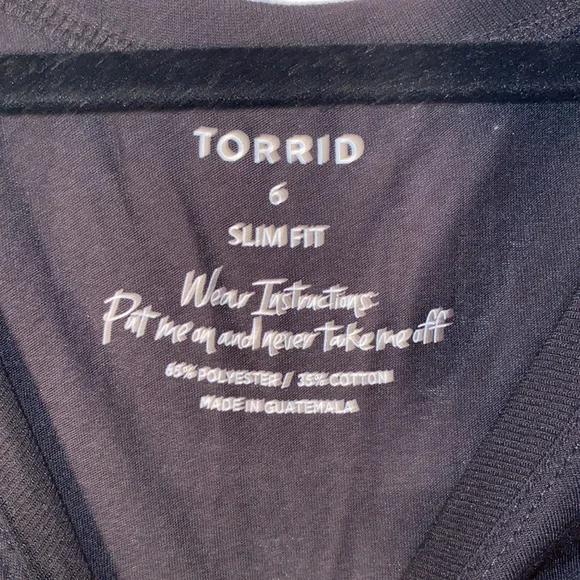 TORRID
6
SLIM FIT
Wear Instructions:
Put me on and never take me off
65% POLYESTER // 35% COTTON
MADE IN GUATEMALA